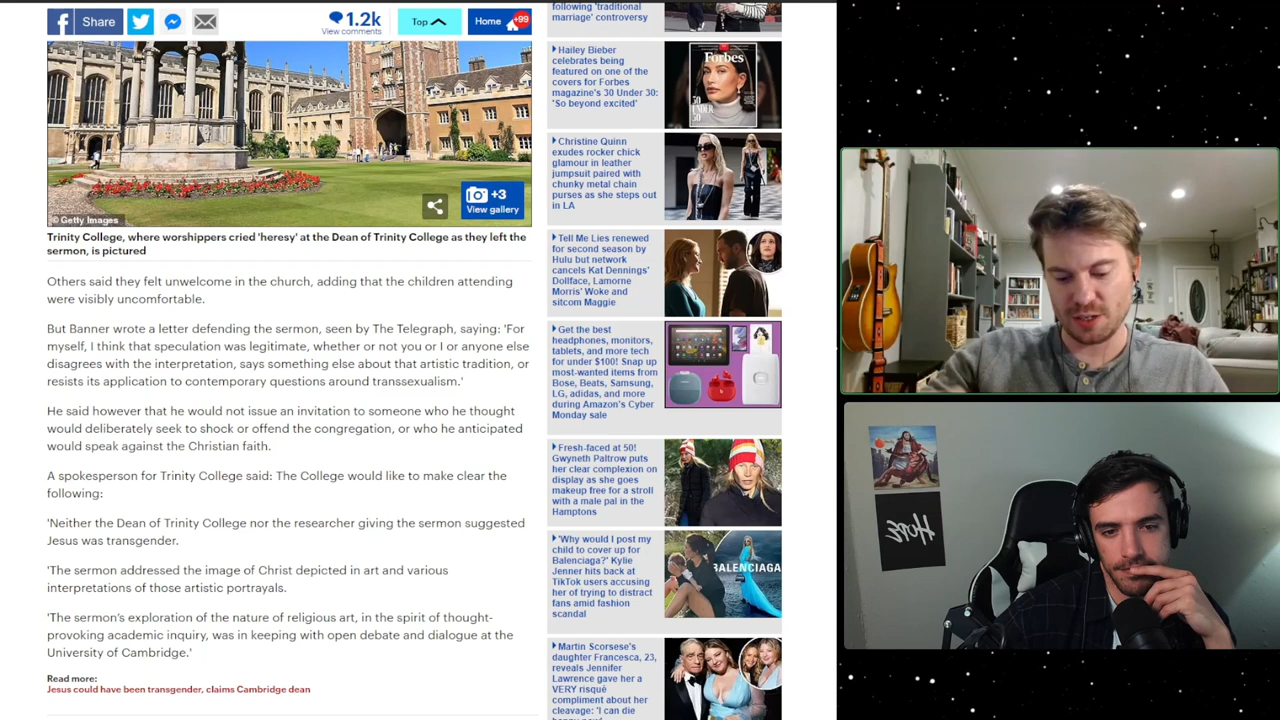 Share
1.2k
View comments
Top
Home
+99
© Getty Images
+3
View gallery
Trinity College, where worshippers cried 'heresy' at the Dean of Trinity College as they left the
sermon, is pictured
Others said they felt unwelcome in the church, adding that the children attending
were visibly uncomfortable.
But Banner wrote a letter defending the sermon, seen by The Telegraph, saying: 'For
myself, I think that speculation was legitimate, whether or not you or I or anyone else
disagrees with the interpretation, says something else about that artistic tradition, or
resists its application to contemporary questions around transsexualism.'
He said however that he would not issue an invitation to someone who he thought
would deliberately seek to shock or offend the congregation, or who he anticipated
would speak against the Christian faith.
A spokesperson for Trinity College said: The College would like to make clear the
following:
'Neither the Dean of Trinity College nor the researcher giving the sermon suggested
Jesus was transgender.
'The sermon addressed the image of Christ depicted in art and various
interpretations of those artistic portrayals.
'The sermon's exploration of the nature of religious art, in the spirit of thought-
provoking academic inquiry, was in keeping with open debate and dialogue at the
University of Cambridge.'
Read more:
Jesus could have been transgender, claims Cambridge dean
following 'traditional
marriage' controversy
Hailey Bieber
celebrates being
featured on one of the
covers for Forbes
magazine's 30 Under 30:
'So beyond excited'
Forbes
30
UNDER
30
Christine Quinn
exudes rocker chick
glamour in leather
jumpsuit paired with
chunky metal chain
purses as she steps out
in LA
Tell Me Lies renewed
for second season by
Hulu but network
cancels Kat Dennings'
Dollface, Lamorne
Morris' Woke and
sitcom Maggie
Get the best
headphones, monitors,
tablets, and more tech
for under $100! Snap up
most-wanted items from
Bose, Beats, Samsung,
LG, adidas, and more
during Amazon's Cyber
Monday sale
Fresh-faced at 50!
Gwyneth Paltrow puts
her clear complexion on
display as she goes
makeup free for a stroll
with a male pal in the
Hamptons
'Why would I post my
child to cover up for
Balenciaga?' Kylie
Jenner hits back at
TikTok users accusing
her of trying to distract
fans amid fashion
scandal
BALENCIAGA
Martin Scorsese's
daughter Francesca, 23,
reveals Jennifer
Lawrence gave her a
VERY risqué
compliment about her
cleavage: 'I can die
Hope